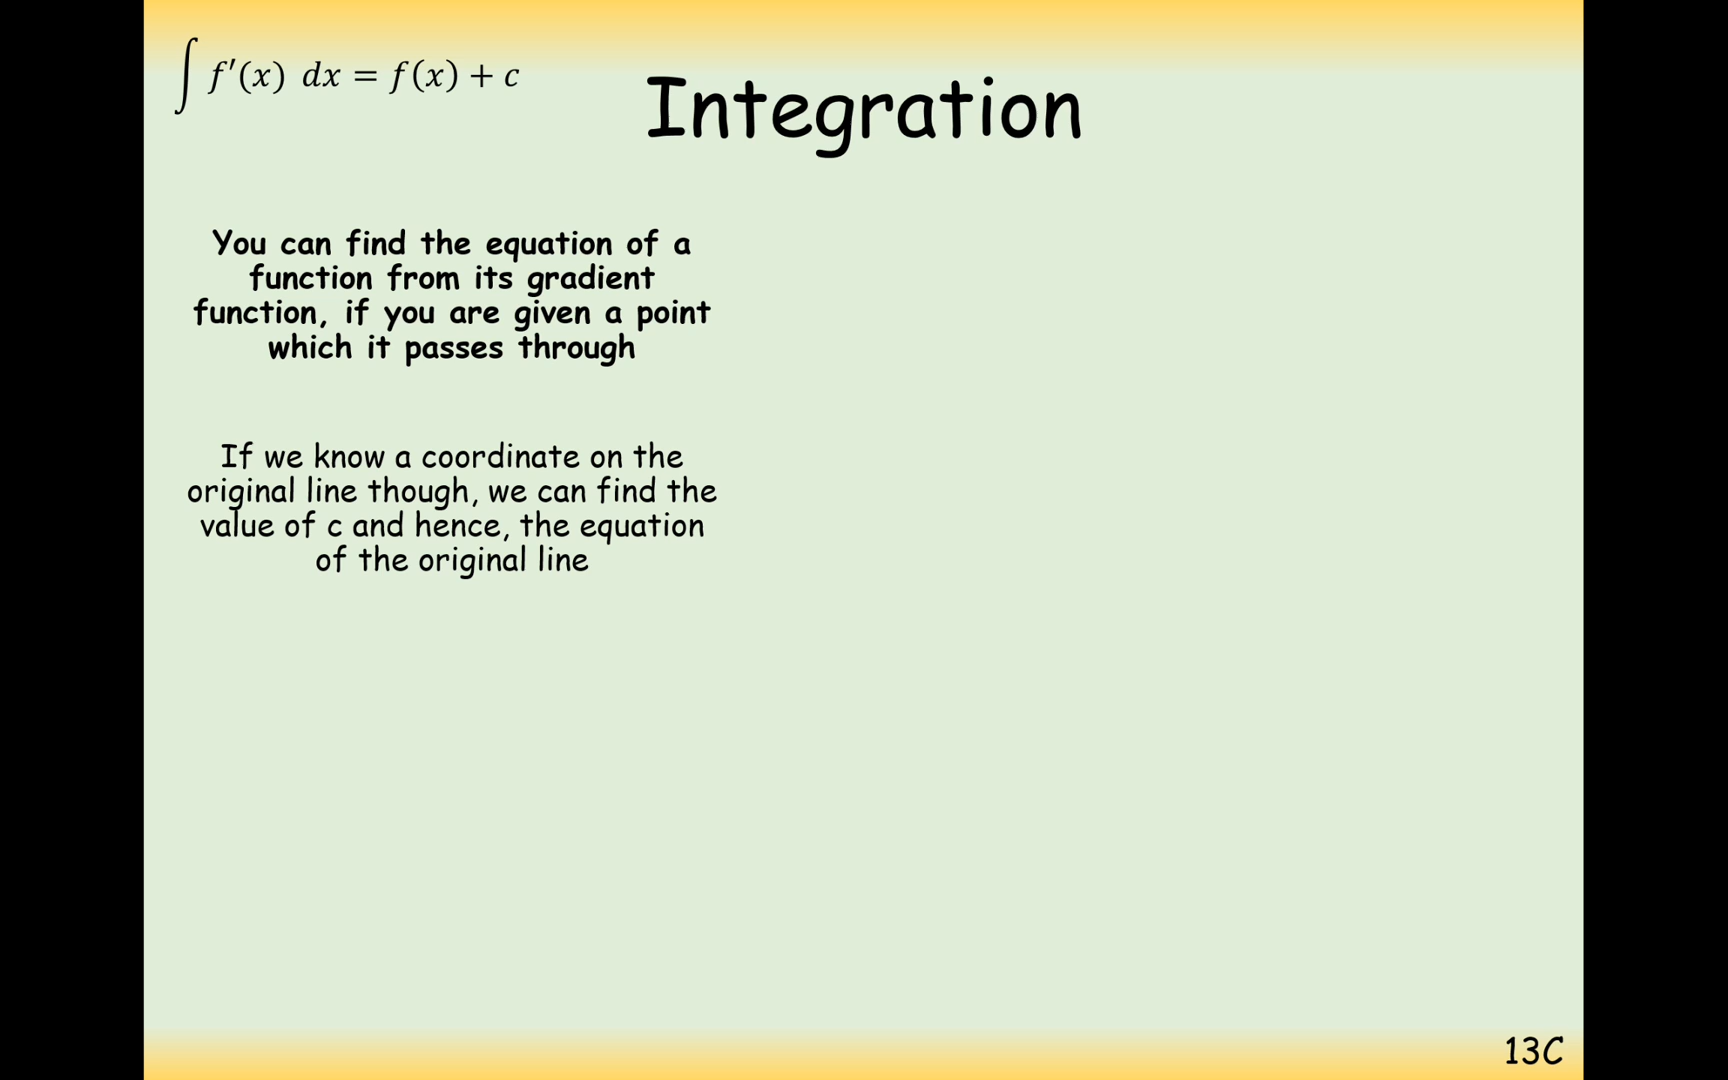 ∫ f′(x) dx = f(x) + c
Integration
You can find the equation of a
function from its gradient
function, if you are given a point
which it passes through
If we know a coordinate on the
original line though, we can find the
value of c and hence, the equation
of the original line
13C